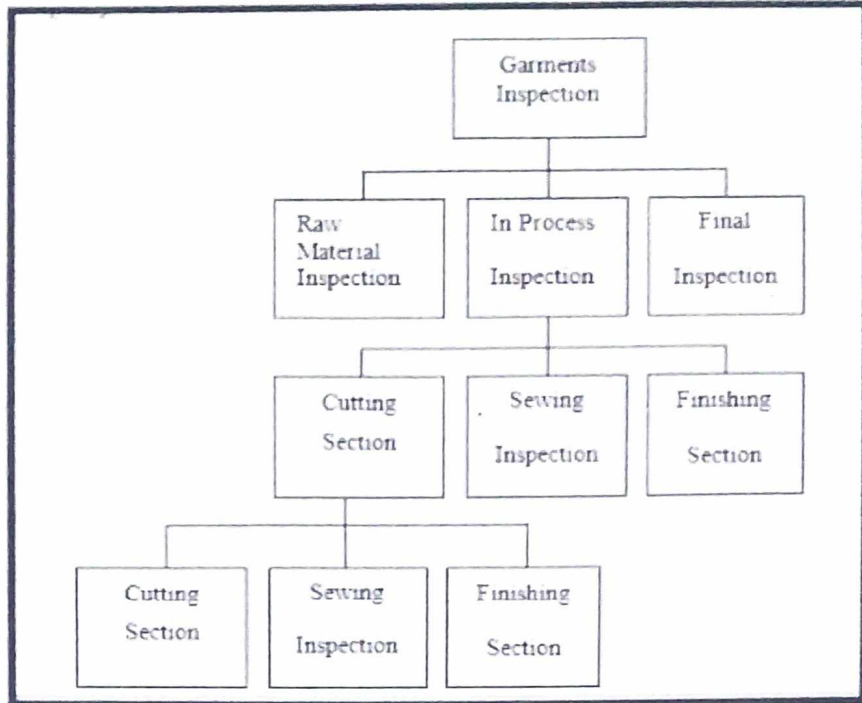 Garments
Inspection
Raw
Material
Inspection
In Process
Inspection
Final
Inspection
Cutting
Section
Sewing
Inspection
Finishing
Section
Cutting
Section
Sewing
Inspection
Finishing
Section